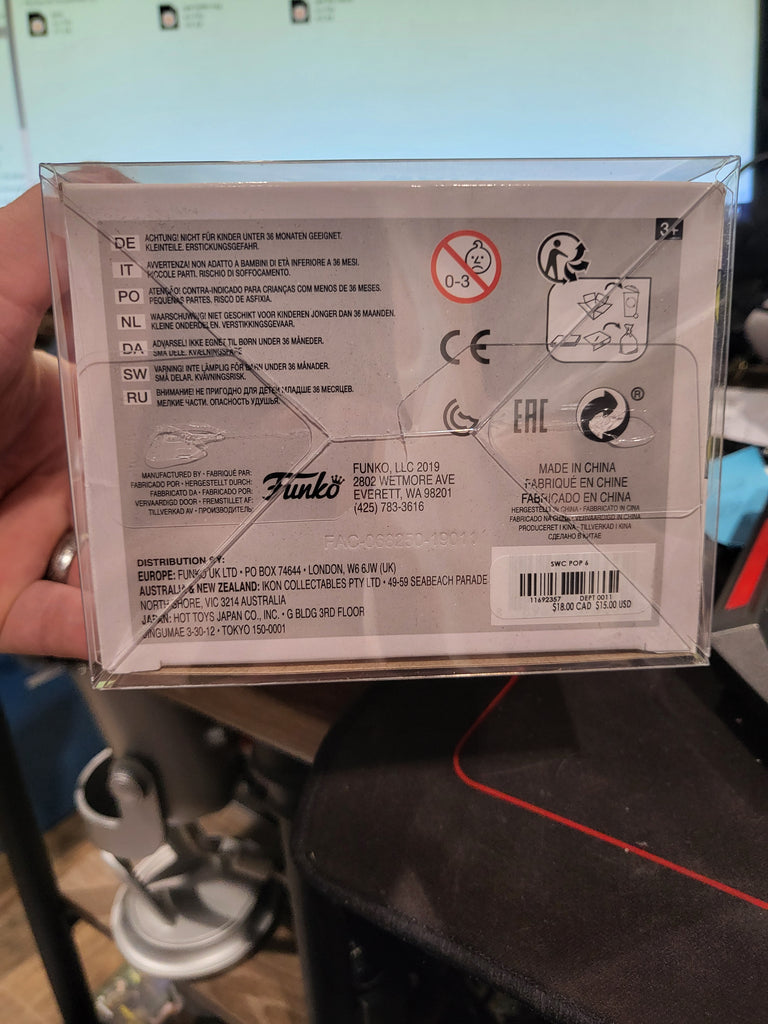 DE ACHTUNG! NICHT FÜR KINDER UNTER 36 MONATEN GEEIGNET.
KLEINTEILE. ERSTICKUNGSGEFAHR.
IT AVVERTENZA! NON ADATTO A BAMBINI DI ETÀ INFERIORE A 36 MESI.
PICCOLE PARTI. RISCHIO DI SOFFOCAMENTO.
PO ATENÇÃO! CONTRA-INDICADO PARA CRIANÇAS COM MENOS DE 36 MESES.
PEQUENAS PARTES. RISCO DE ASFIXIA.
NL WAARSCHUWING! NIET GESCHIKT VOOR KINDEREN JONGER DAN 36 MAANDEN.
KLEINE ONDERDELEN. VERSTIKKINGSGEVAAR.
DA ADVARSEL! IKKE EGNET TIL BØRN UNDER 36 MÅNEDER.
SMÅ DELE. KVÆLNINGSFARE
SW VARNING! INTE LÄMPLIG FÖR BARN UNDER 36 MÅNADER.
SMÅ DELAR. KVÄVNINGSRISK.
RU ВНИМАНИЕ! НЕ ПРИГОДНО ДЛЯ ДЕТЕЙ МЛАДШЕ 36 МЕСЯЦЕВ.
МЕЛКИЕ ЧАСТИ. ОПАСНОСТЬ УДУШЬЯ.
0-3
3+
CE
EAC
®
MANUFACTURED BY • FABRIQUÉ PAR:
FABRICADO POR • HERGESTELLT DURCH:
FABBRICATO DA • FABRICADO POR:
VERVAARDIGD DOOR • FREMSTILLET AF:
TILLVERKAD AV • ПРОИЗВОДИТЕЛЬ:
Funko
FUNKO, LLC 2019
2802 WETMORE AVE
EVERETT, WA 98201
(425) 783-3616
MADE IN CHINA
FABRIQUÉ EN CHINE
FABRICADO EN CHINA
HERGESTELLT IN CHINA • FABBRICATO IN CINA
FABRICADO NA CHINA • VERVAARDIGD IN CHINA
PRODUCERET I KINA • TILLVERKAD I KINA
СДЕЛАНО В КИТАЕ
DISTRIBUTION BY:
EUROPE: FUNKO UK LTD • PO BOX 74644 • LONDON, W6 6JW (UK)
AUSTRALIA & NEW ZEALAND: IKON COLLECTABLES PTY LTD • 49-59 SEABEACH PARADE
NORTH SHORE, VIC 3214 AUSTRALIA
JAPAN: HOT TOYS JAPAN CO., INC. • G BLDG 3RD FLOOR
JINGUMAE 3-30-12 • TOKYO 150-0001
SWC POP 6
11692357 DEPT 0011
$18.00 CAD $15.00 USD